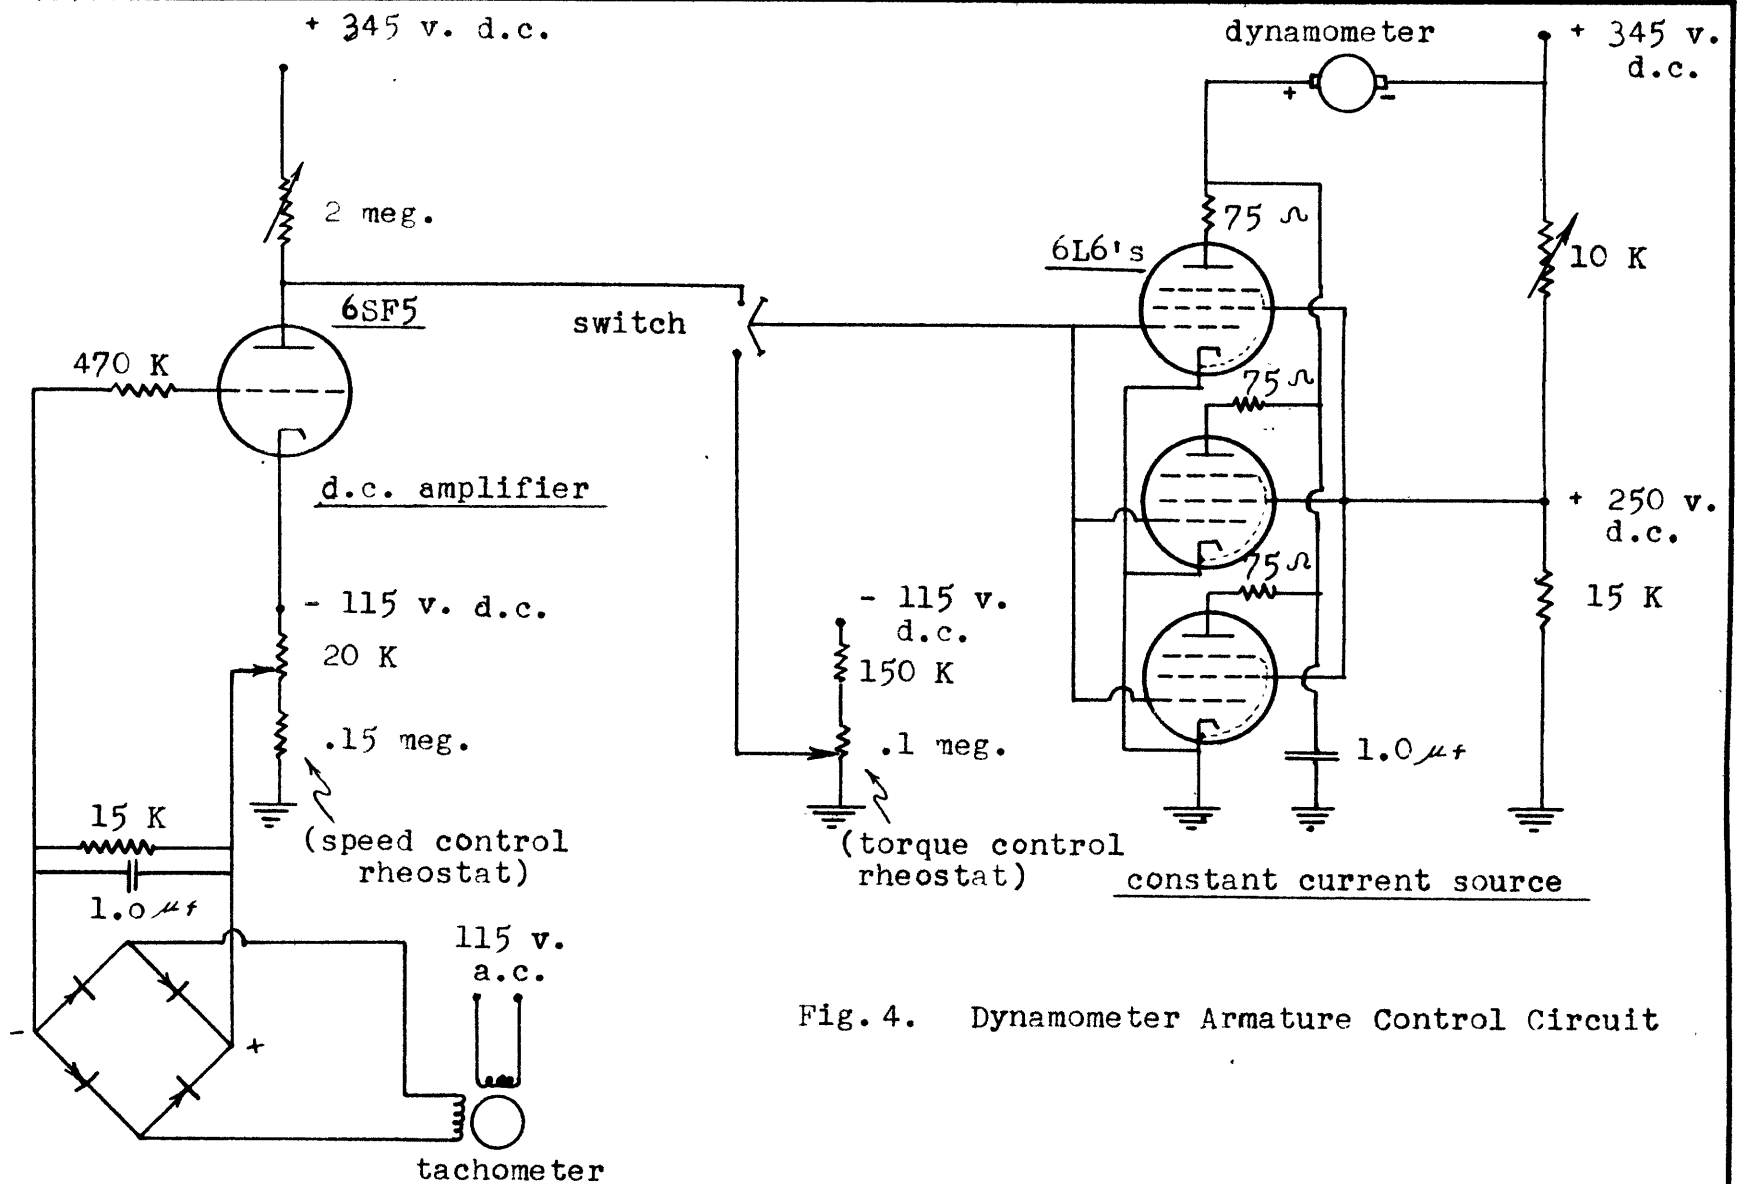 + 345 v. d.c.
2 meg.
6SF5
470 K
d.c. amplifier
- 115 v. d.c.
20 K
.15 meg.
(speed control
rheostat)
15 K
1.0 μf
-
+
115 v.
a.c.
tachometer
switch
- 115 v.
d.c.
150 K
.1 meg.
(torque control
rheostat)
dynamometer
+ -
+ 345 v.
d.c.
75 Ω
6L6's
10 K
75 Ω
+ 250 v.
d.c.
75 Ω
15 K
1.0 μf
constant current source
Fig. 4. Dynamometer Armature Control Circuit